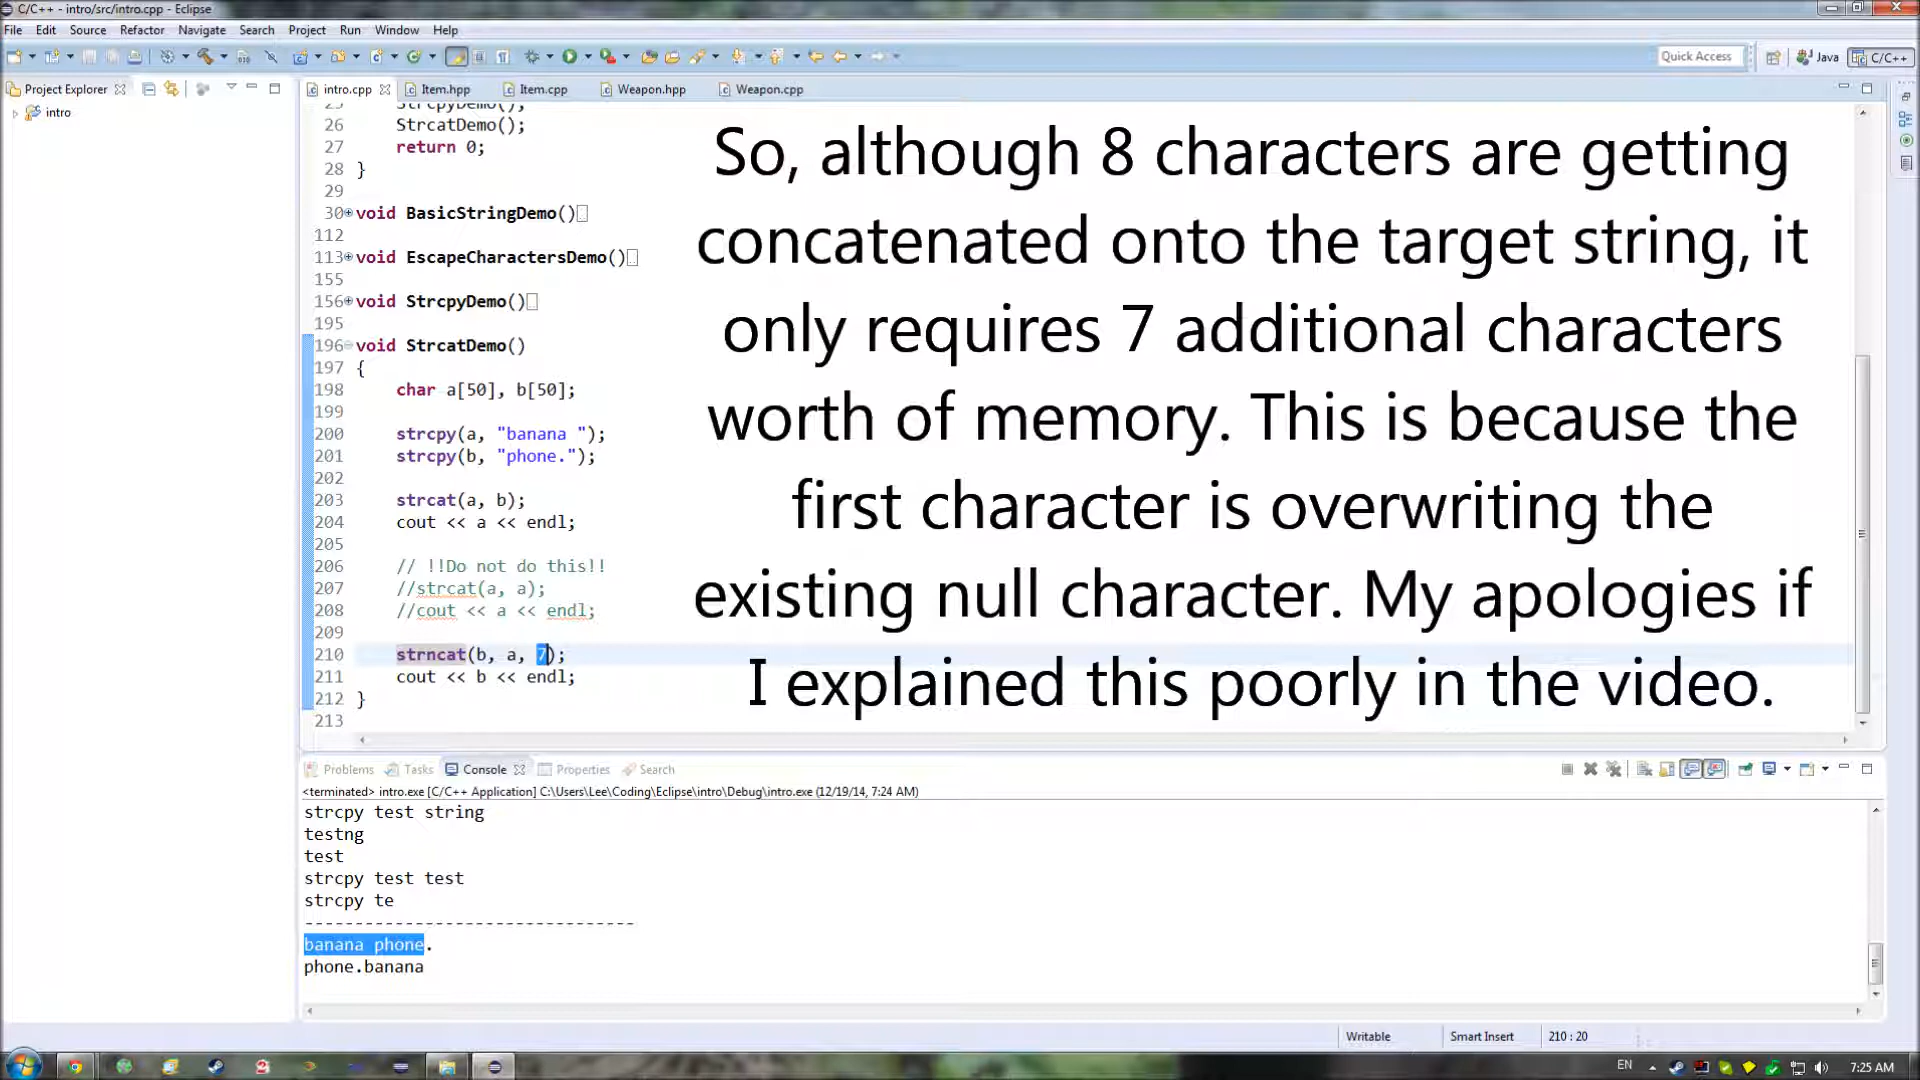 C/C++ - intro/src/intro.cpp - Eclipse
File Edit Source Refactor Navigate Search Project Run Window Help
Quick Access
Java
C/C++
Project Explorer
intro
intro.cpp
Item.hpp
Item.cpp
Weapon.hpp
Weapon.cpp
25 StrcpyDemo();
26 StrcatDemo();
27 return 0;
28 }
29
30 void BasicStringDemo()
112
113 void EscapeCharactersDemo()
155
156 void StrcpyDemo()
195
196 void StrcatDemo()
197 {
198 char a[50], b[50];
199
200 strcpy(a, "banana ");
201 strcpy(b, "phone.");
202
203 strcat(a, b);
204 cout << a << endl;
205
206 // !!Do not do this!!
207 //strcat(a, a);
208 //cout << a << endl;
209
210 strncat(b, a, 7);
211 cout << b << endl;
212 }
213
So, although 8 characters are getting
concatenated onto the target string, it
only requires 7 additional characters
worth of memory. This is because the
first character is overwriting the
existing null character. My apologies if
I explained this poorly in the video.
Problems Tasks Console Properties Search
<terminated> intro.exe [C/C++ Application] C:\Users\Lee\Coding\Eclipse\intro\Debug\intro.exe (12/19/14, 7:24 AM)
strcpy test string
testng
test
strcpy test test
strcpy te
---------------------------------
banana phone.
phone.banana
Writable
Smart Insert
210 : 20
EN
7:25 AM